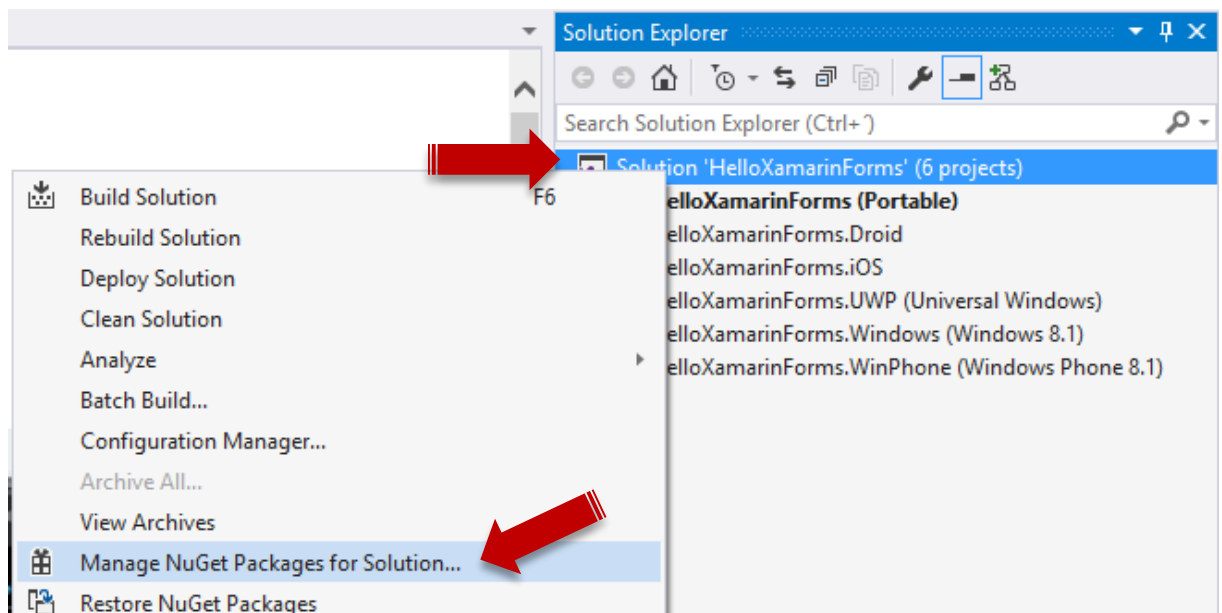 Solution Explorer
Search Solution Explorer (Ctrl+ˆ)
Solution 'HelloXamarinForms' (6 projects)
Build Solution F6
elloXamarinForms (Portable)
Rebuild Solution
elloXamarinForms.Droid
Deploy Solution
elloXamarinForms.iOS
Clean Solution
elloXamarinForms.UWP (Universal Windows)
Analyze
elloXamarinForms.Windows (Windows 8.1)
elloXamarinForms.WinPhone (Windows Phone 8.1)
Batch Build...
Configuration Manager...
Archive All...
View Archives
Manage NuGet Packages for Solution...
Restore NuGet Packages